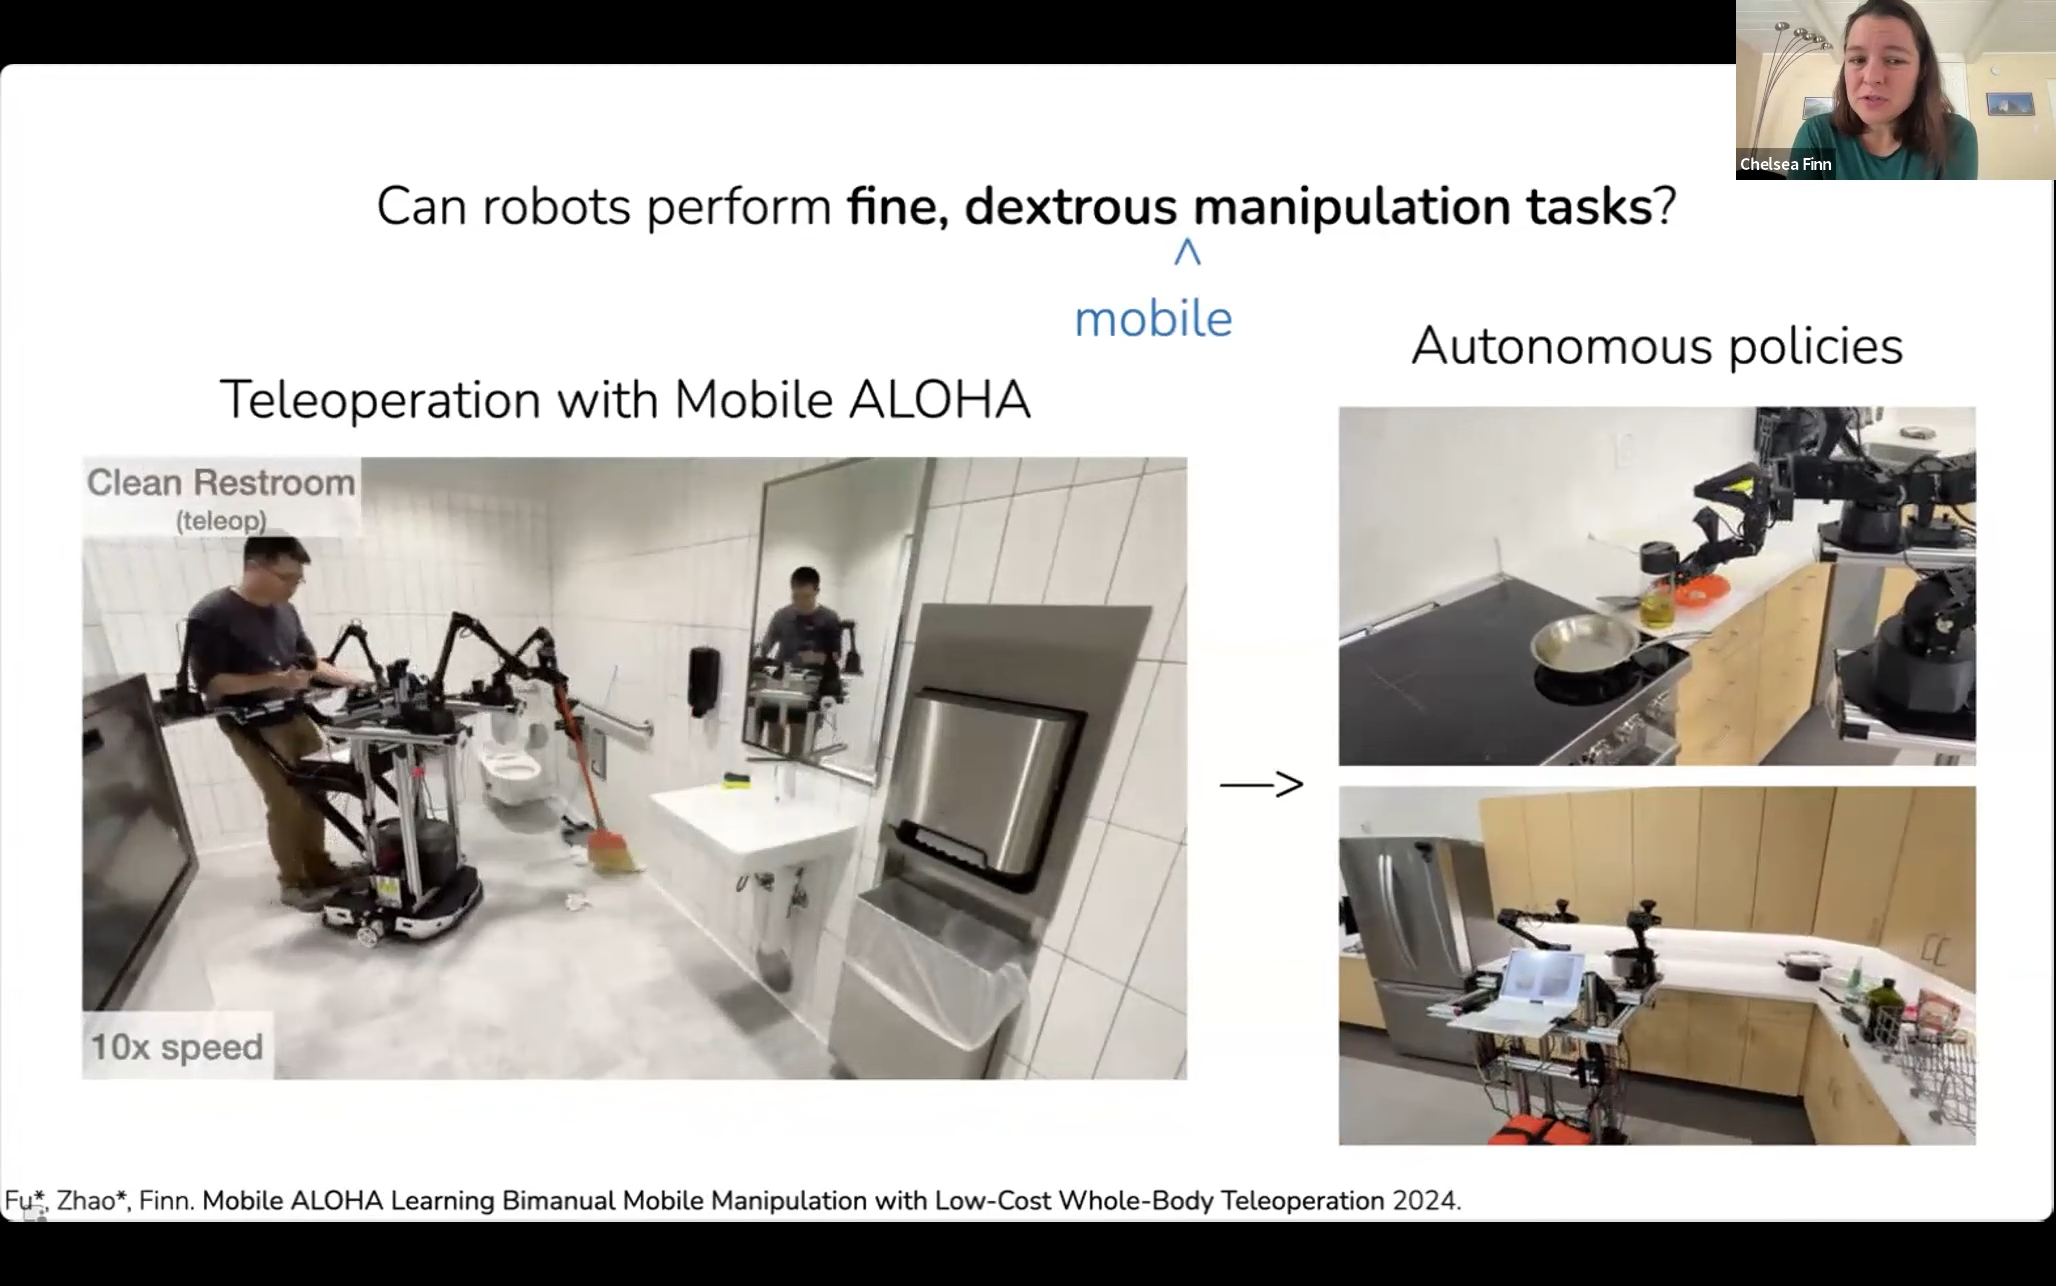 Chelsea Finn
Can robots perform fine, dextrous manipulation tasks?
^
mobile
Teleoperation with Mobile ALOHA
Autonomous policies
Clean Restroom
(teleop)
10x speed
—>
Fu*, Zhao*, Finn. Mobile ALOHA Learning Bimanual Mobile Manipulation with Low-Cost Whole-Body Teleoperation 2024.